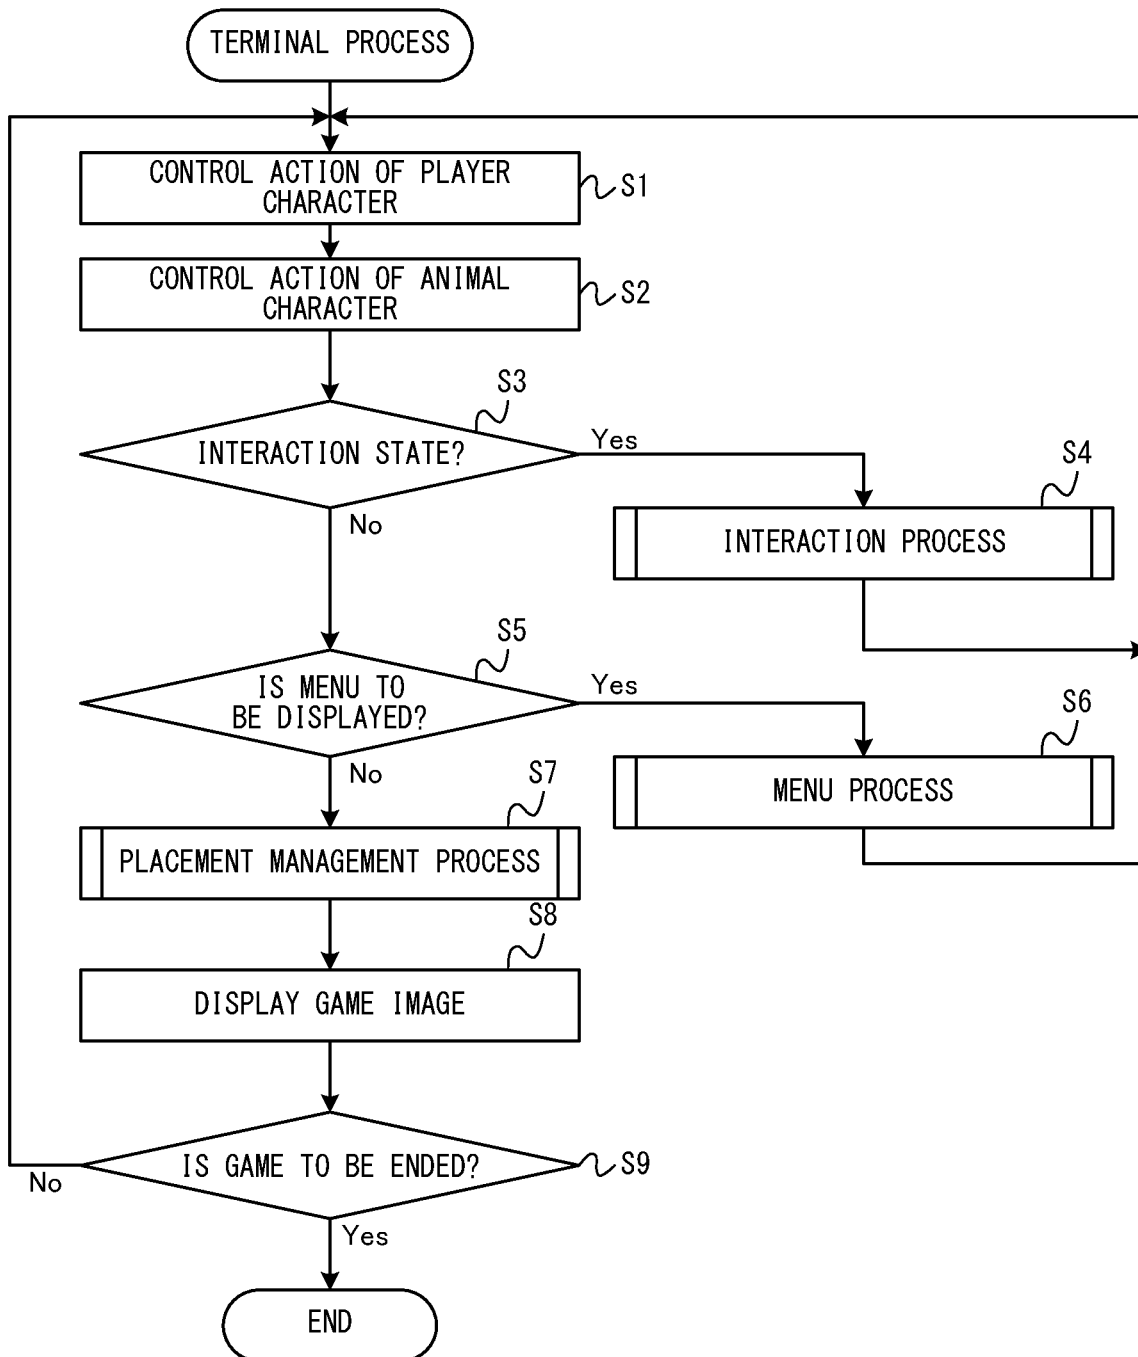 TERMINAL PROCESS
CONTROL ACTION OF PLAYER
CHARACTER
S1
CONTROL ACTION OF ANIMAL
CHARACTER
S2
S3
INTERACTION STATE?
Yes
No
S4
INTERACTION PROCESS
S5
IS MENU TO
BE DISPLAYED?
Yes
No
S6
MENU PROCESS
S7
PLACEMENT MANAGEMENT PROCESS
S8
DISPLAY GAME IMAGE
IS GAME TO BE ENDED?
S9
No
Yes
END